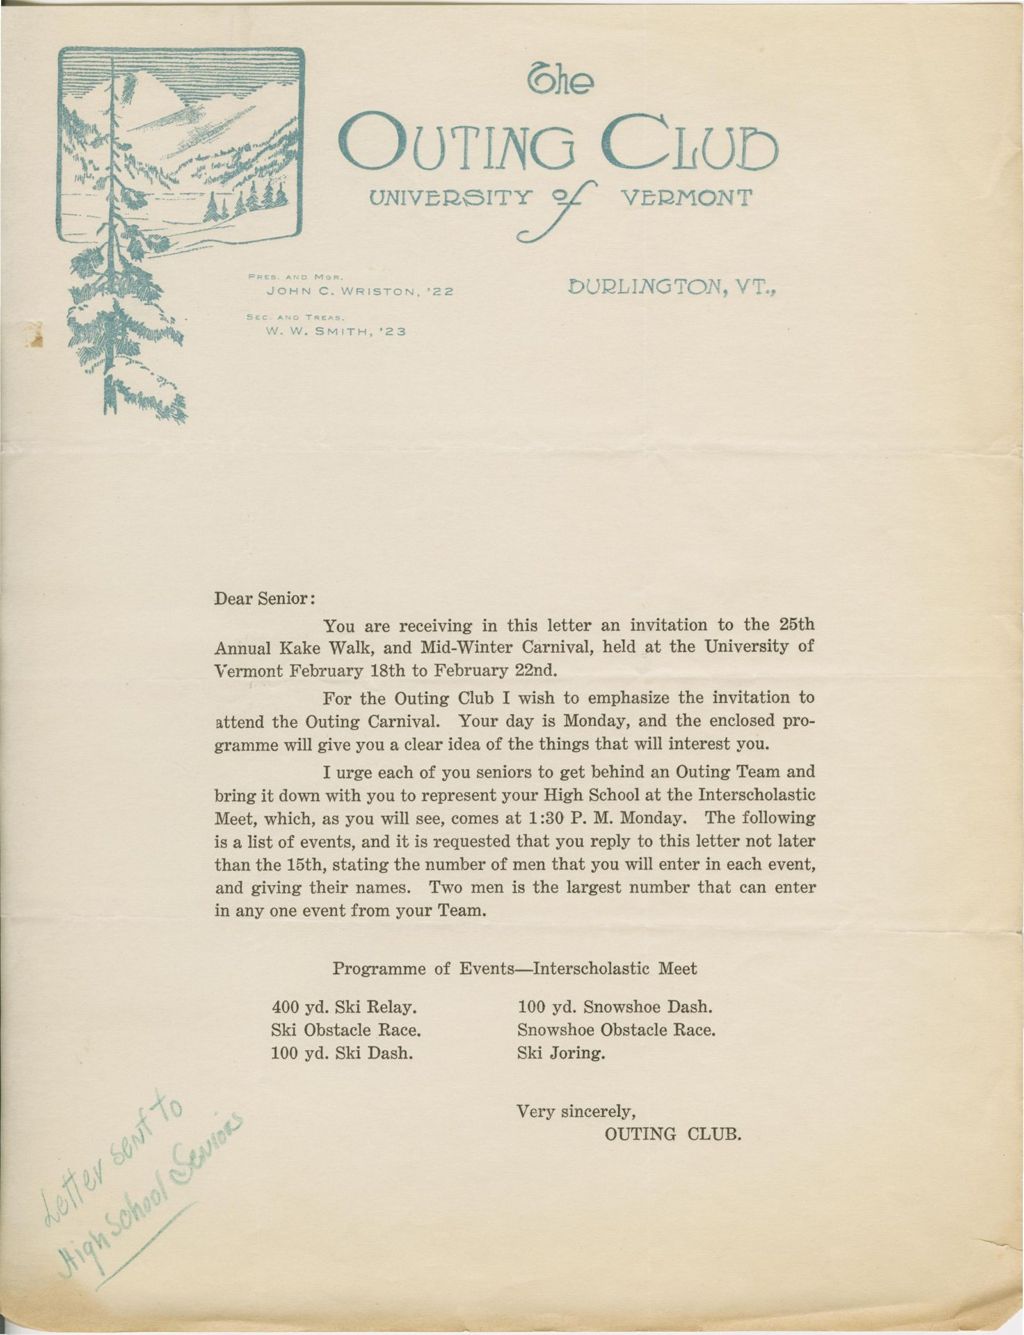 The
OUTING CLUB
UNIVERSITY of VERMONT
PRES. AND MGR.
JOHN C. WRISTON, '22
SEC. AND TREAS.
W. W. SMITH, '23
BURLINGTON, VT.,
Dear Senior:
You are receiving in this letter an invitation to the 25th
Annual Kake Walk, and Mid-Winter Carnival, held at the University of
Vermont February 18th to February 22nd.
For the Outing Club I wish to emphasize the invitation to
attend the Outing Carnival. Your day is Monday, and the enclosed pro-
gramme will give you a clear idea of the things that will interest you.
I urge each of you seniors to get behind an Outing Team and
bring it down with you to represent your High School at the Interscholastic
Meet, which, as you will see, comes at 1:30 P. M. Monday. The following
is a list of events, and it is requested that you reply to this letter not later
than the 15th, stating the number of men that you will enter in each event,
and giving their names. Two men is the largest number that can enter
in any one event from your Team.
Programme of Events—Interscholastic Meet
400 yd. Ski Relay.
Ski Obstacle Race.
100 yd. Ski Dash.
100 yd. Snowshoe Dash.
Snowshoe Obstacle Race.
Ski Joring.
Very sincerely,
OUTING CLUB.
Letter sent to
High School Seniors